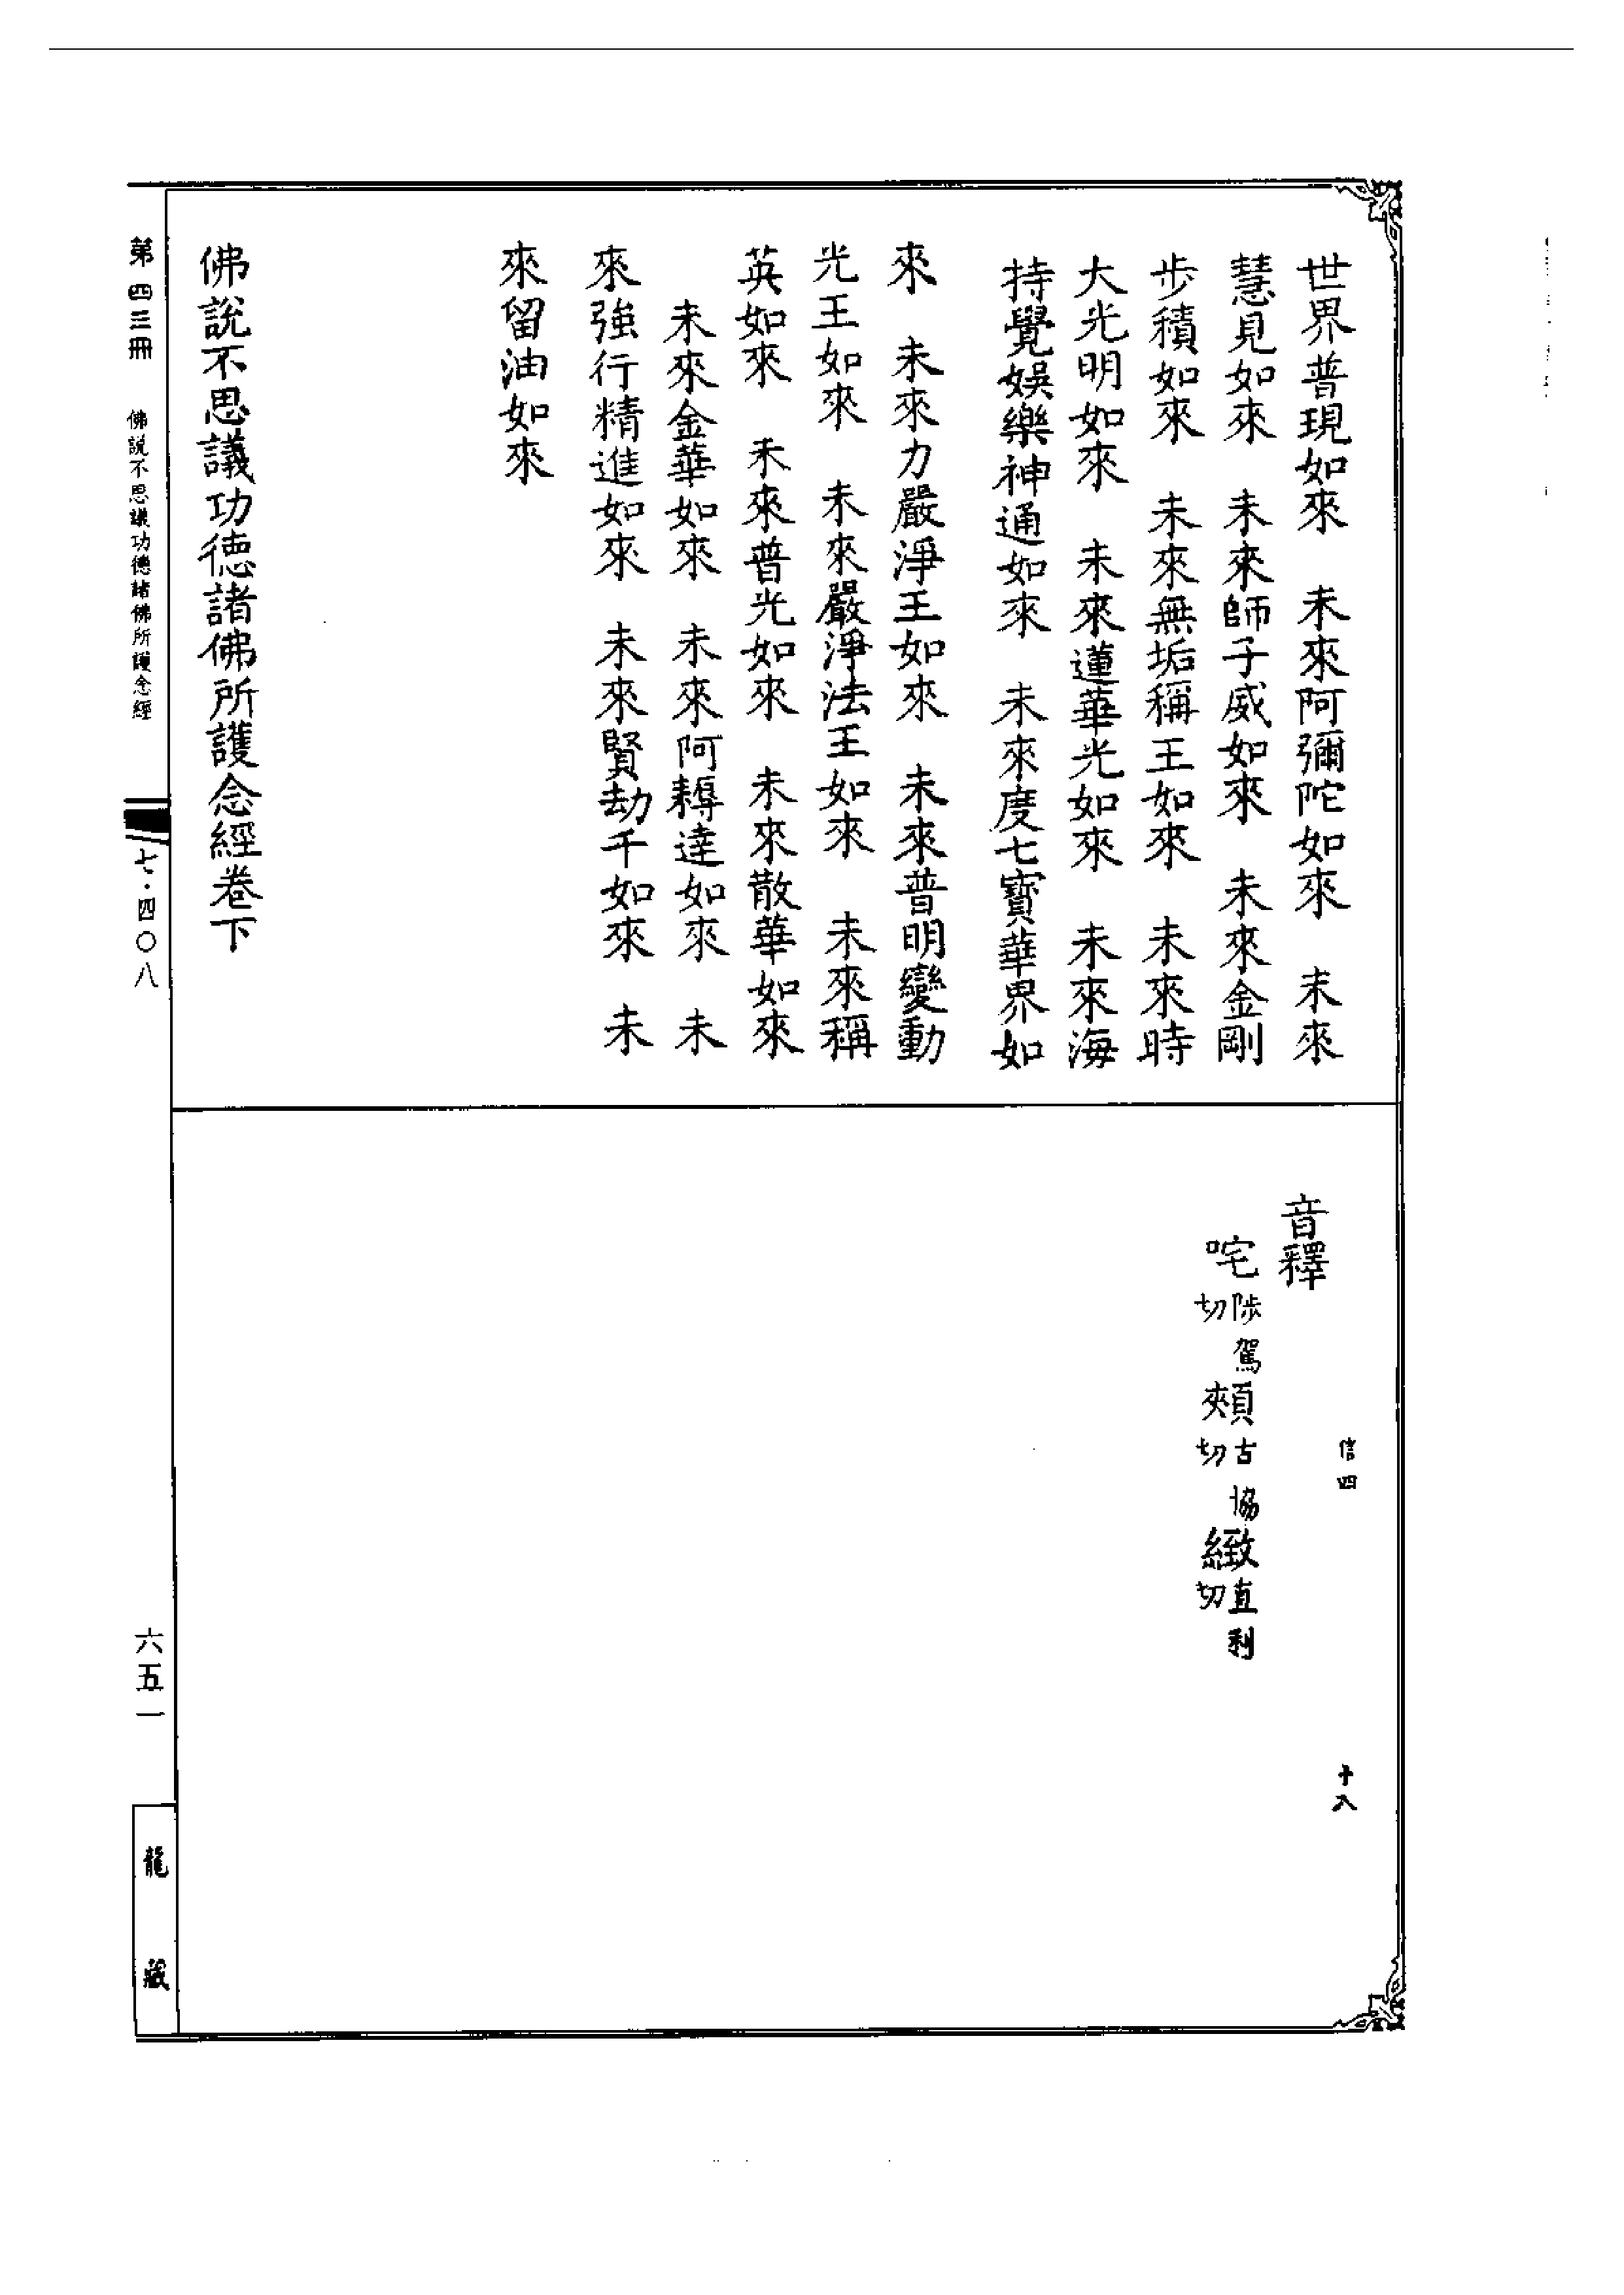 世界普現如來　未來阿彌陀如來　未來
慧見如來　未來師子威如來　未來金剛
步積如來　未來無垢稱王如來　未來時
大光明如來　未來蓮華光如來　未來海
持覺娛樂神通如來　未來度七寶華界如
來　未來力嚴淨王如來　未來普明變動
光王如來　未來嚴淨法王如來　未來稱
英如來　未來普光如來　未來散華如來
未來金華如來　未來阿耨達如來　未
來強行精進如來　未來賢劫千如來　未
來留油如來
佛說不思議功德諸佛所護念經卷下
音釋
咤陟駕切頰古協切緻直利切
信四
十八
第四三冊　佛說不思議功德諸佛所護念經
七·四〇八
六五一
龍藏